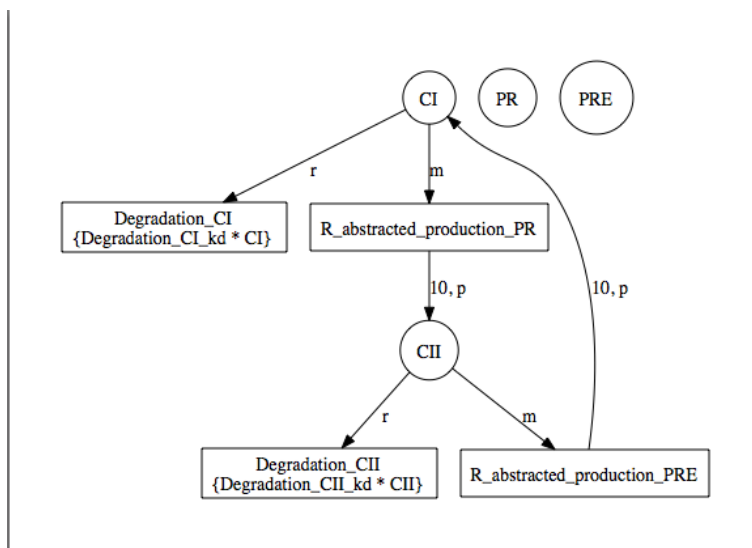 CI
PR
PRE
r
m
Degradation_CI
{Degradation_CI_kd * CI}
R_abstracted_production_PR
10, p
10, p
CII
r
m
Degradation_CII
{Degradation_CII_kd * CII}
R_abstracted_production_PRE